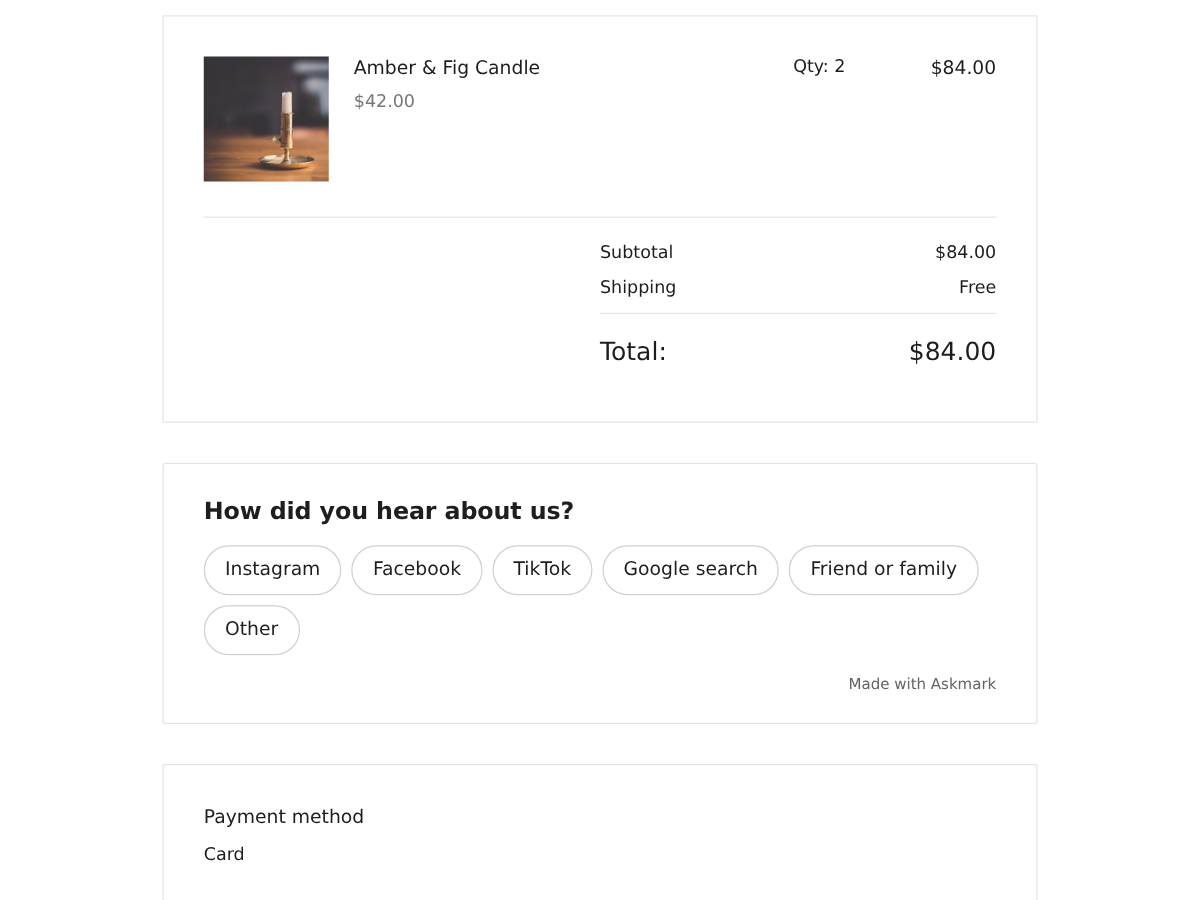 Amber & Fig Candle Qty: 2 $84.00
$42.00
Subtotal $84.00
Shipping Free
Total: $84.00
How did you hear about us?
Instagram Facebook TikTok Google search Friend or family
Other
Made with Askmark
Payment method
Card